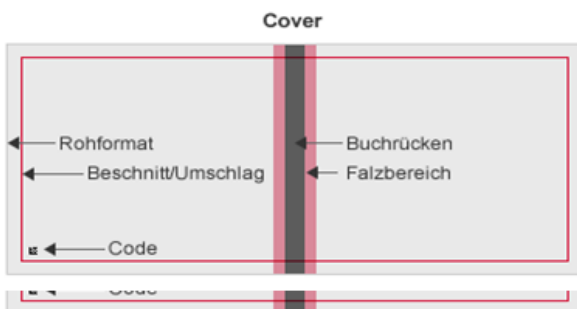 Cover
Rohformat
Buchrücken
Beschnitt/Umschlag
Falzbereich
Code